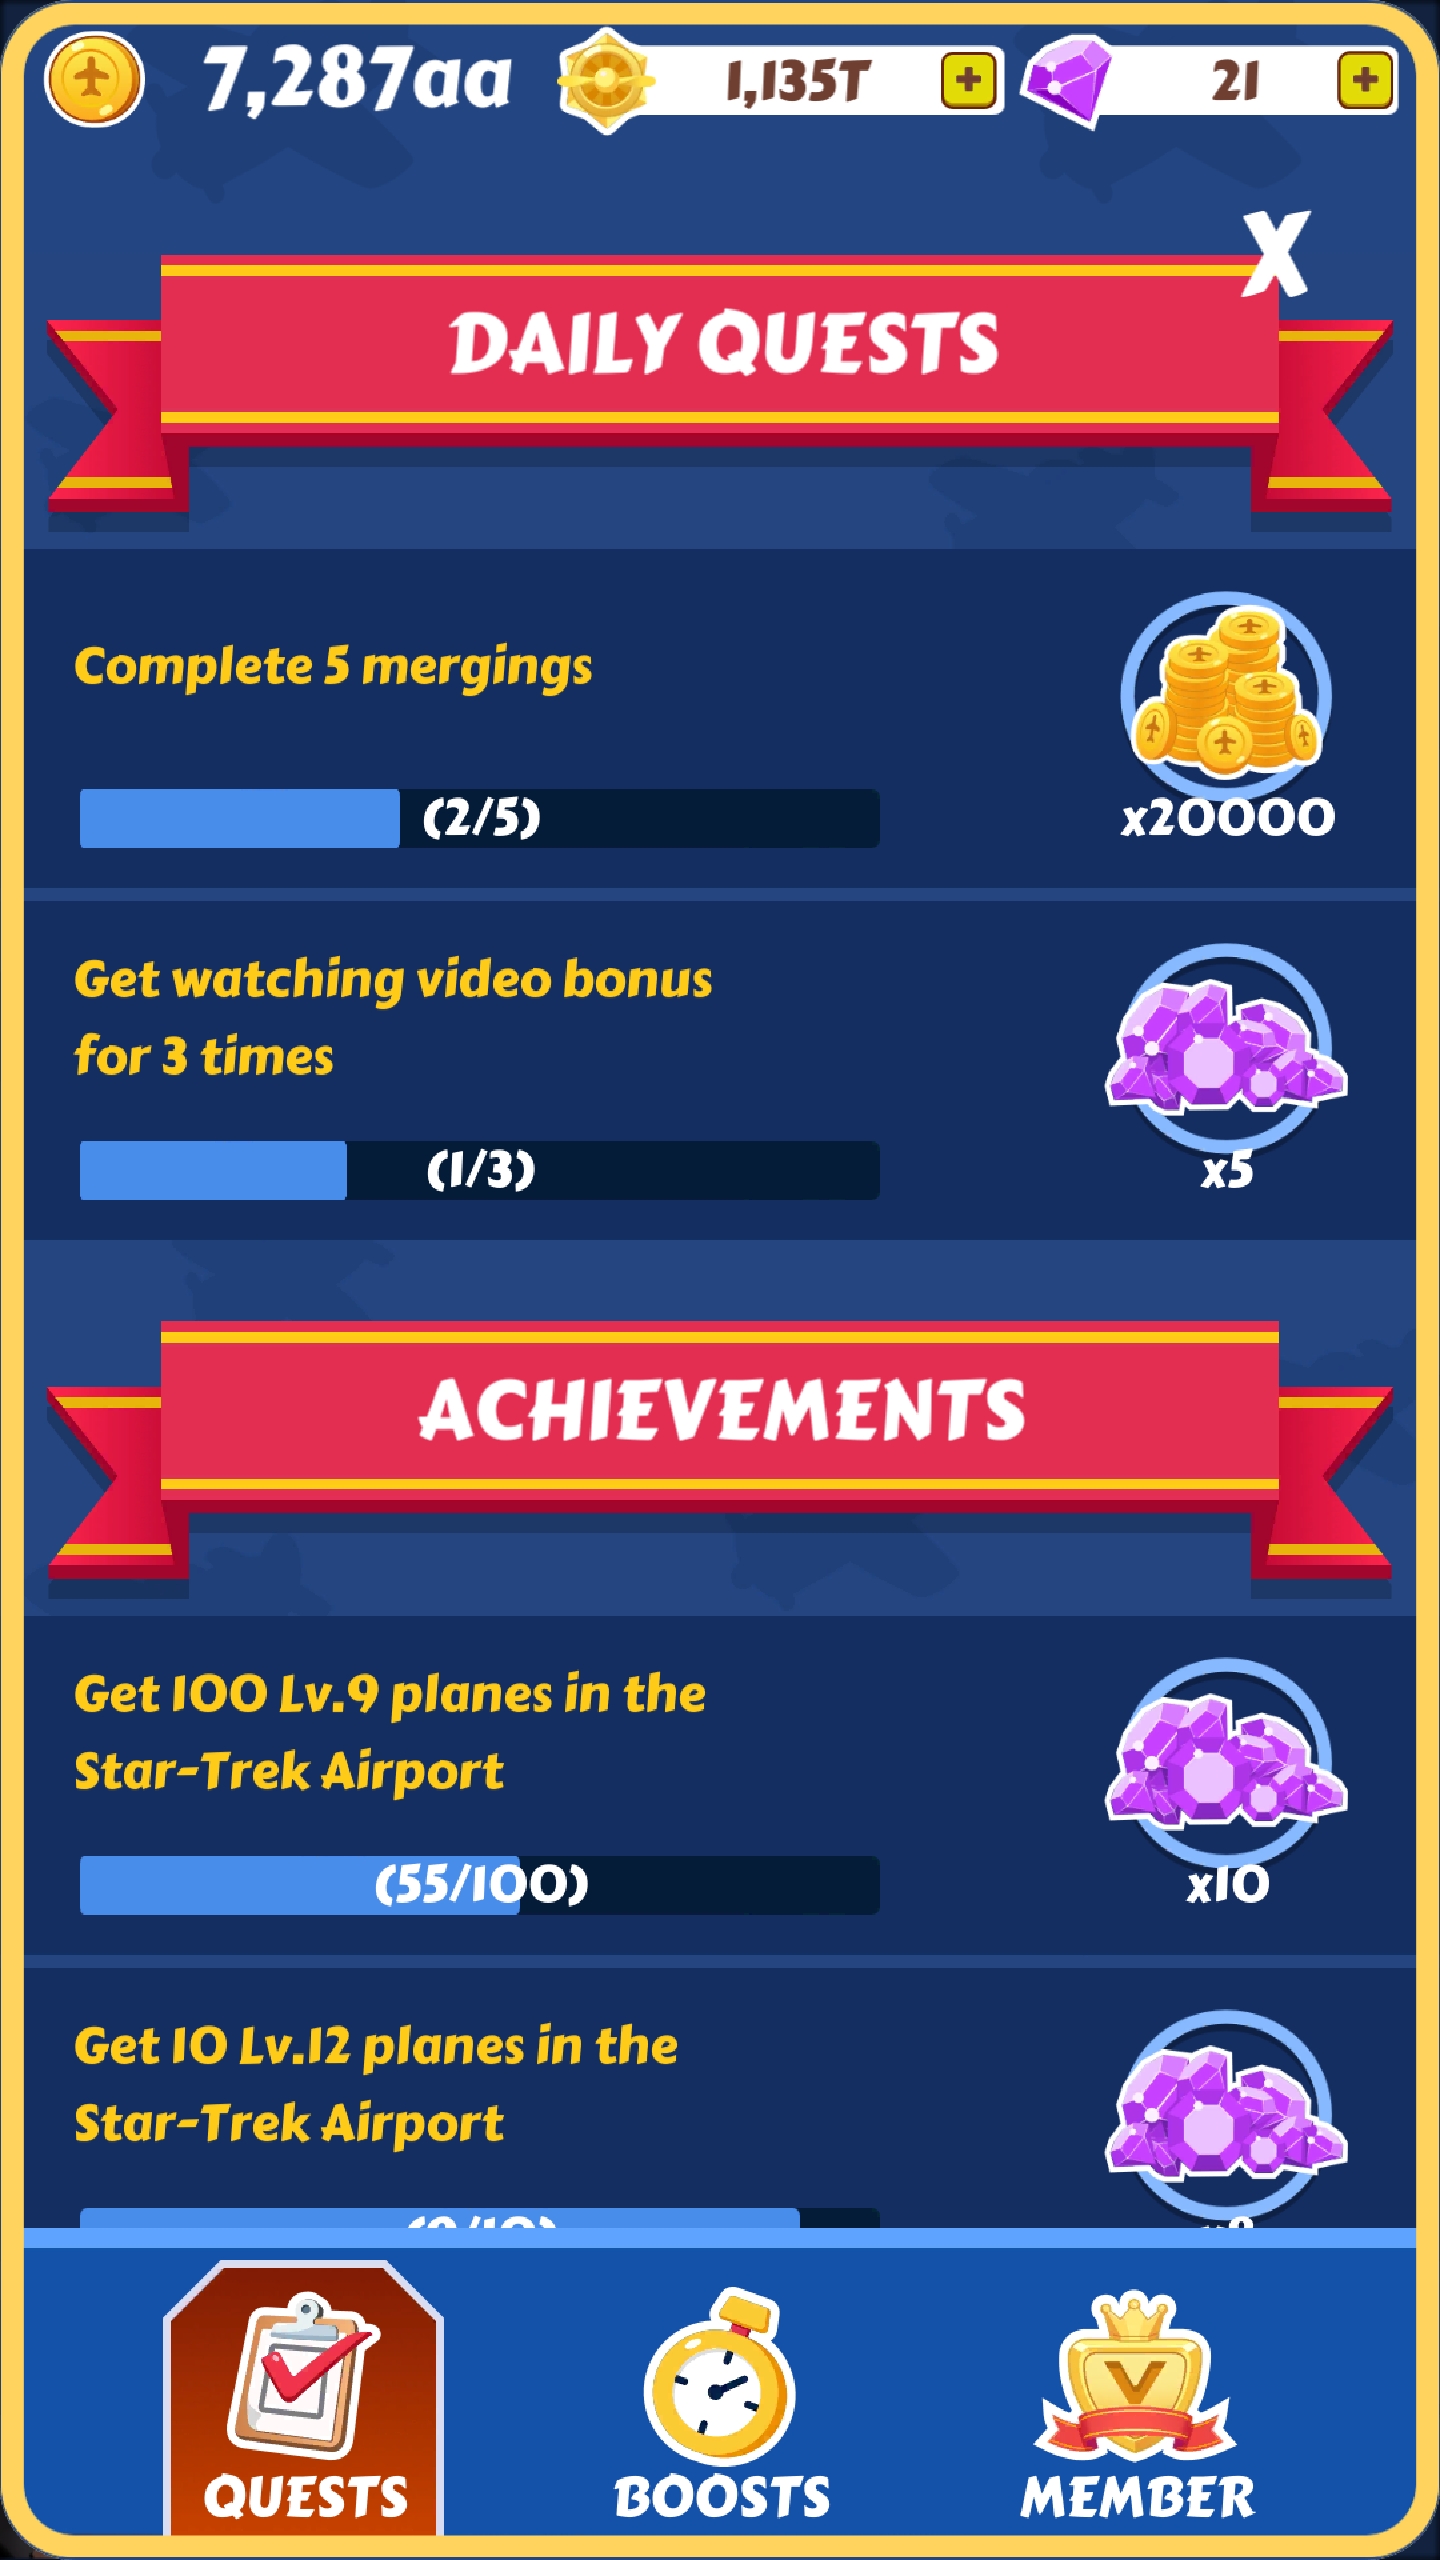 7,287aa
1,135T
21
X
DAILY QUESTS
Complete 5 mergings
(2/5)
x20000
Get watching video bonus
for 3 times
(1/3)
x5
ACHIEVEMENTS
Get 100 Lv.9 planes in the
Star-Trek Airport
(55/100)
x10
Get 10 Lv.12 planes in the
Star-Trek Airport
QUESTS
BOOSTS
MEMBER